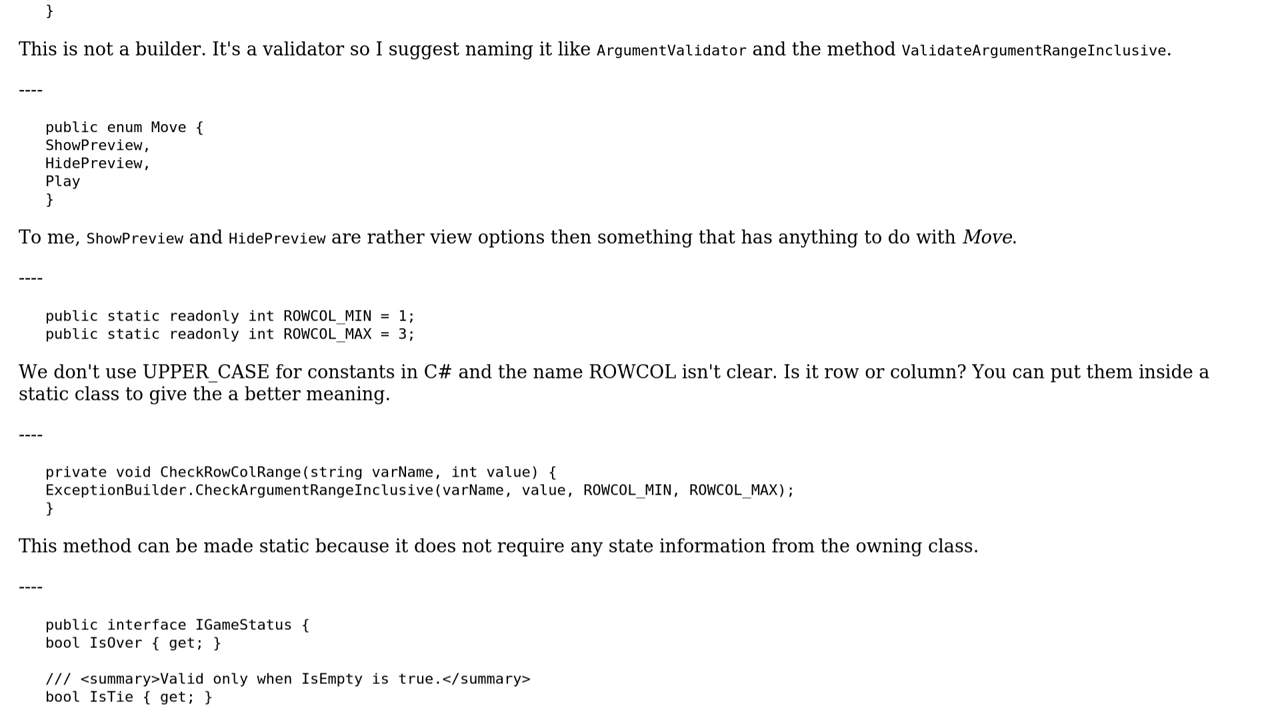 }
This is not a builder. It's a validator so I suggest naming it like ArgumentValidator and the method ValidateArgumentRangeInclusive.
----
public enum Move {
ShowPreview,
HidePreview,
Play
}
To me, ShowPreview and HidePreview are rather view options then something that has anything to do with Move.
----
public static readonly int ROWCOL_MIN = 1;
public static readonly int ROWCOL_MAX = 3;
We don't use UPPER_CASE for constants in C# and the name ROWCOL isn't clear. Is it row or column? You can put them inside a
static class to give the a better meaning.
----
private void CheckRowColRange(string varName, int value) {
ExceptionBuilder.CheckArgumentRangeInclusive(varName, value, ROWCOL_MIN, ROWCOL_MAX);
}
This method can be made static because it does not require any state information from the owning class.
----
public interface IGameStatus {
bool IsOver { get; }
/// <summary>Valid only when IsEmpty is true.</summary>
bool IsTie { get; }